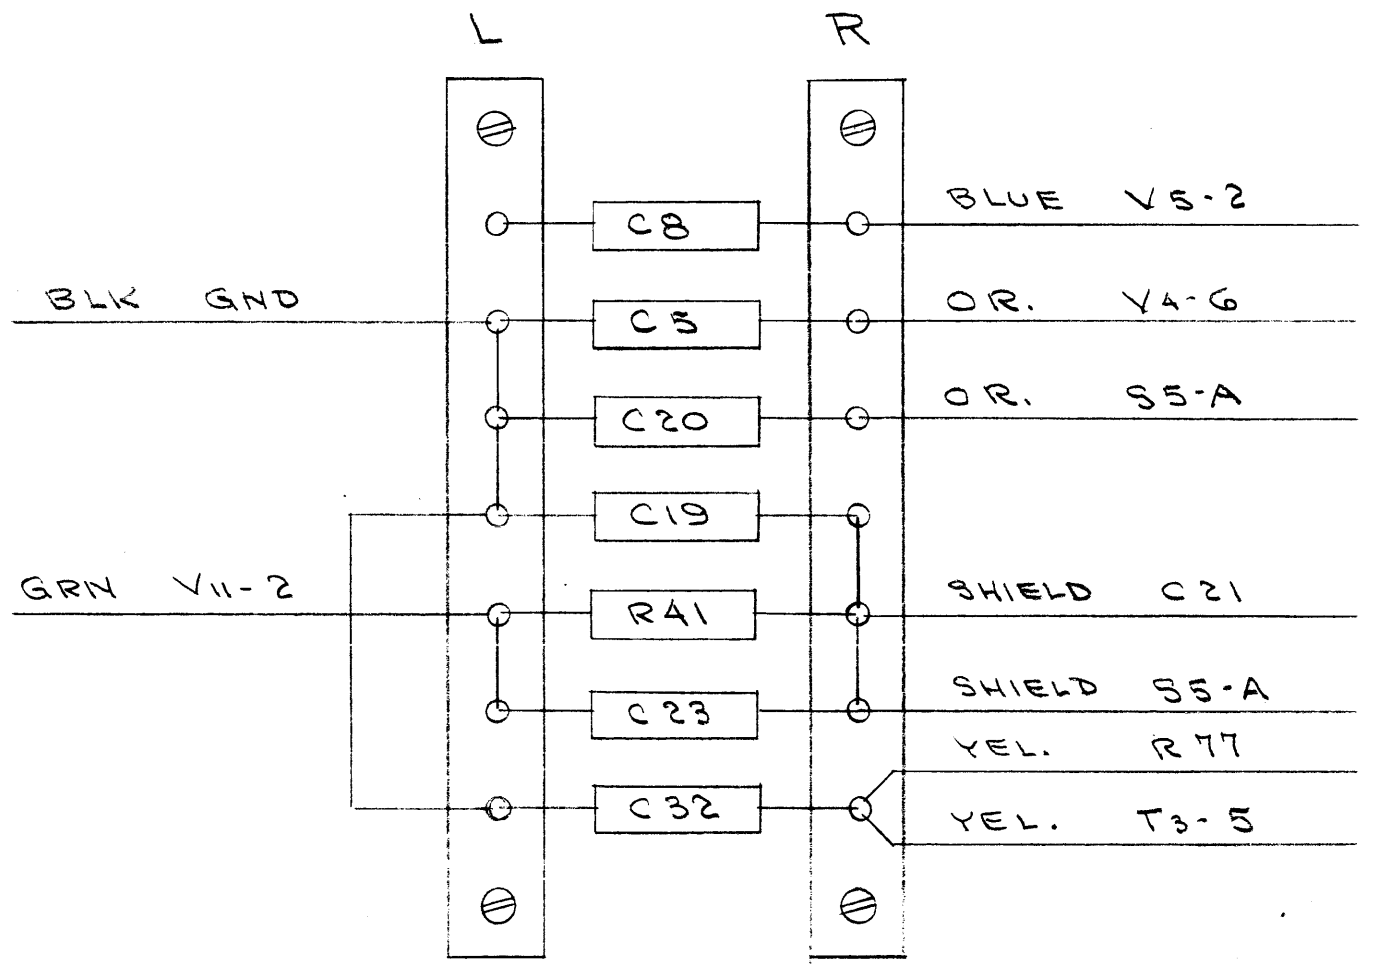 L R
C8 BLUE V5-2
BLK GND C5 OR. V4-6
C20 OR. S5-A
C19
GRN V11-2 R41 SHIELD C21
C23 SHIELD S5-A
YEL. R77
C32 YEL. T3-5